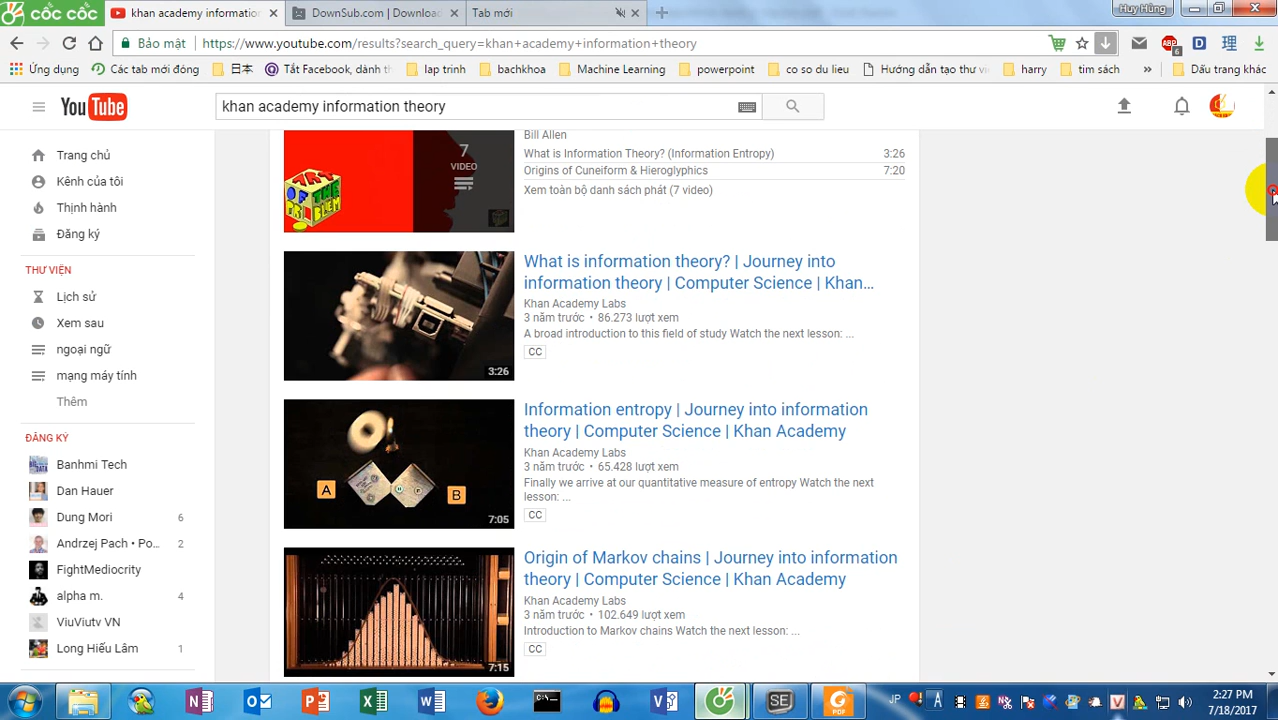 cốc cốc
khan academy informatio
DownSub.com | Download
Tab mới
Huy Hùng
Bảo mật
https://www.youtube.com/results?search_query=khan+academy+information+theory
6
Ứng dụng
Các tab mới đóng
日本
Tắt Facebook, dành th
lap trinh
bachkhoa
Machine Learning
powerpoint
co so du lieu
Hướng dẫn tạo thư v
harry
tim sách
»
Dấu trang khác
YouTube
khan academy information theory
Trang chủ
Kênh của tôi
Thịnh hành
Đăng ký
THƯ VIỆN
Lịch sử
Xem sau
ngoại ngữ
mạng máy tính
Thêm
ĐĂNG KÝ
Banhmi Tech
Dan Hauer
Dung Mori 6
Andrzej Pach • Po... 2
FightMediocrity
alpha m. 4
ViuViutv VN
Long Hiếu Lâm 1
ART OF THE PROBLEM
7
VIDEO
Bill Allen
What is Information Theory? (Information Entropy) 3:26
Origins of Cuneiform & Hieroglyphics 7:20
Xem toàn bộ danh sách phát (7 video)
3:26
What is information theory? | Journey into
information theory | Computer Science | Khan...
Khan Academy Labs
3 năm trước • 86.273 lượt xem
A broad introduction to this field of study Watch the next lesson: ...
CC
A
B
7:05
Information entropy | Journey into information
theory | Computer Science | Khan Academy
Khan Academy Labs
3 năm trước • 65.428 lượt xem
Finally we arrive at our quantitative measure of entropy Watch the next
lesson: ...
CC
7:15
Origin of Markov chains | Journey into information
theory | Computer Science | Khan Academy
Khan Academy Labs
3 năm trước • 102.649 lượt xem
Introduction to Markov chains Watch the next lesson: ...
CC
JP
2:27 PM
7/18/2017